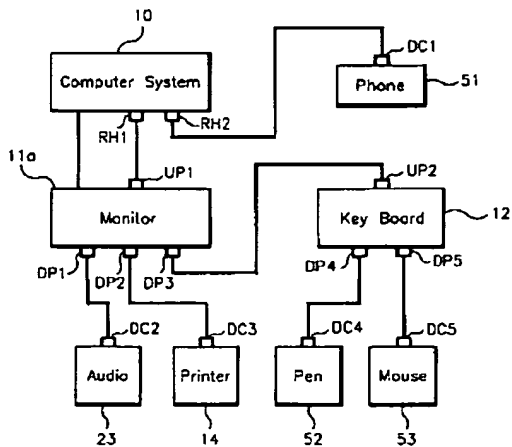 10
Computer System
DC1
Phone
51
RH1
RH2
11a
UP1
UP2
Monitor
Key Board
12
DP1
DP2
DP3
DP4
DP5
DC2
DC3
DC4
DC5
Audio
Printer
Pen
Mouse
23
14
52
53